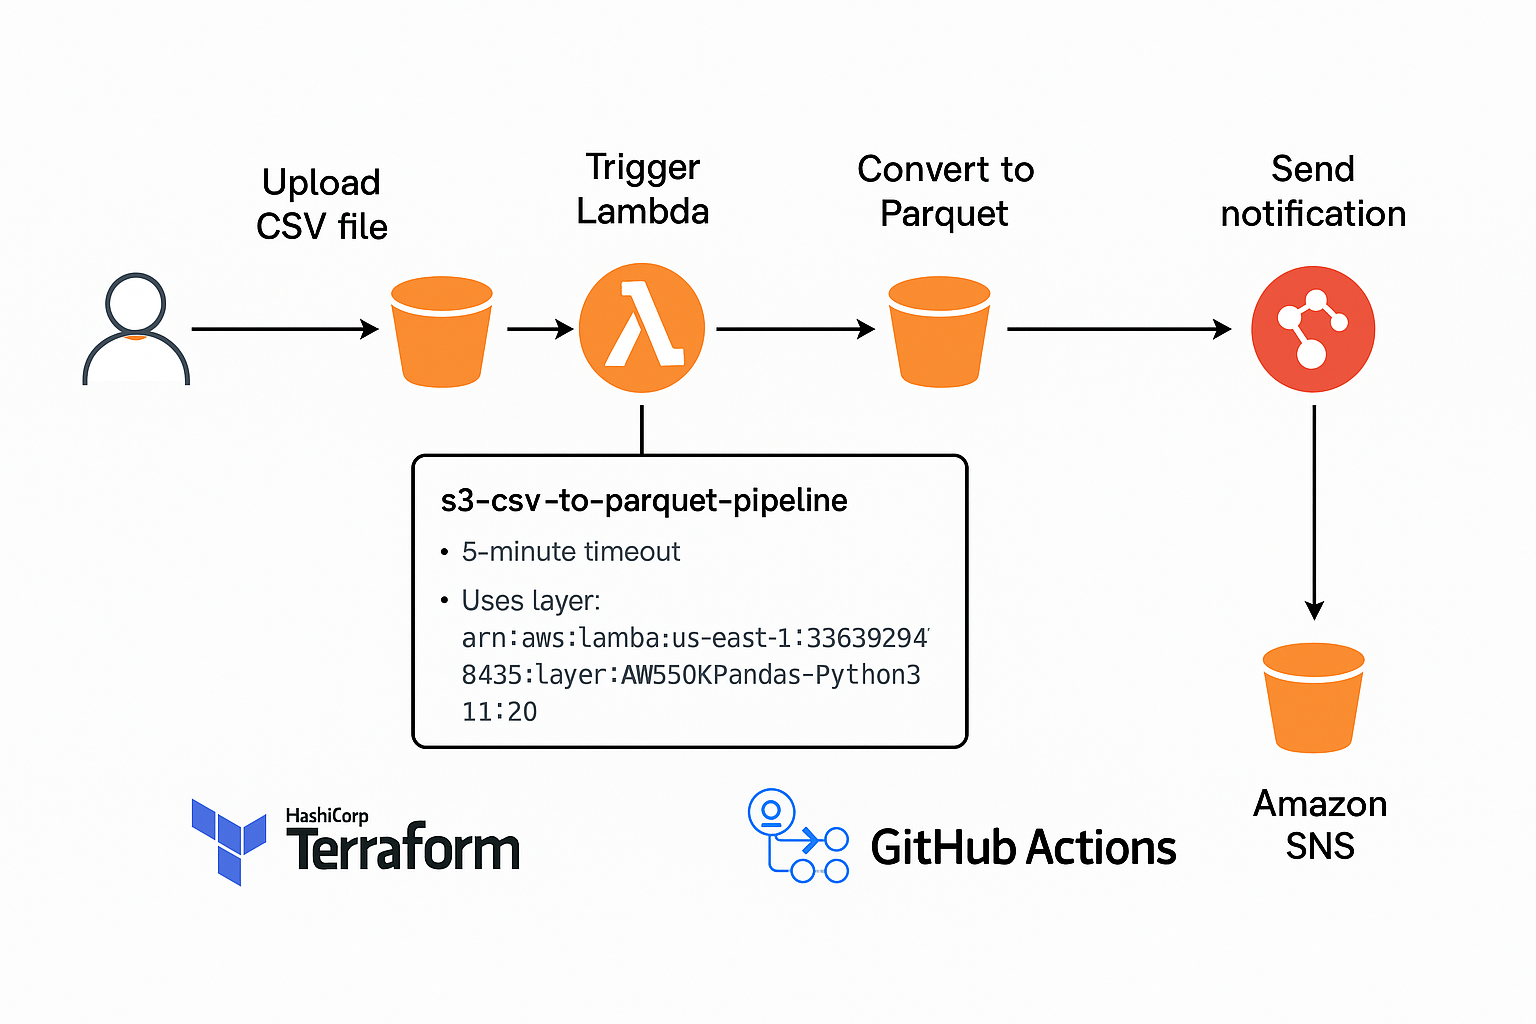 Upload
CSV file
Trigger
Lambda
Convert to
Parquet
Send
notification
s3-csv-to-parquet-pipeline
• 5-minute timeout
• Uses layer:
arn:aws:lamba:us-east-1:33639294'
8435:layer:AW550KPandas-Python3
11:20
HashiCorp
Terraform
GitHub Actions
Amazon
SNS